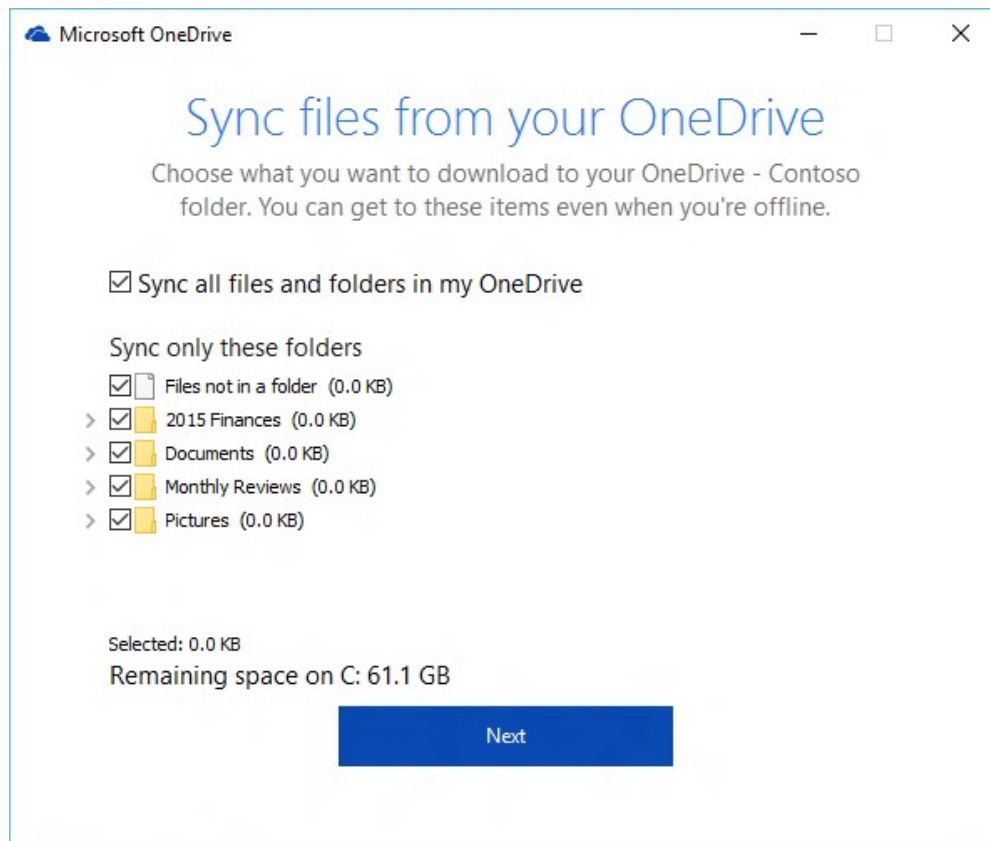 Microsoft OneDrive
Sync files from your OneDrive
Choose what you want to download to your OneDrive - Contoso
folder. You can get to these items even when you're offline.
Sync all files and folders in my OneDrive
Sync only these folders
Files not in a folder (0.0 KB)
2015 Finances (0.0 KB)
Documents (0.0 KB)
Monthly Reviews (0.0 KB)
Pictures (0.0 KB)
Selected: 0.0 KB
Remaining space on C: 61.1 GB
Next